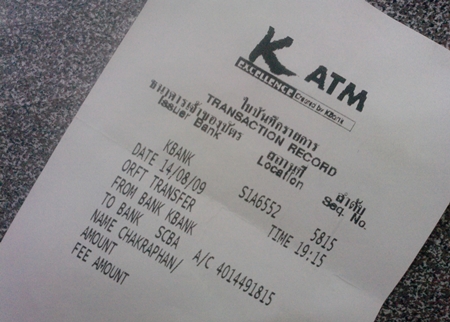 K ATM
EXCELLENCE
ใบบันทึกรายการ
TRANSACTION RECORD
ธนาคารเจ้าของบัตร สถานที่ ลำดับ
Issuer Bank Location Seq. No.
KBANK S1A6552 5815
DATE 14/08/09 TIME 19:15
ORFT TRANSFER
FROM BANK KBANK
TO BANK SCBA A/C 4014491815
NAME CHAKRAPHAN/
AMOUNT
FEE AMOUNT